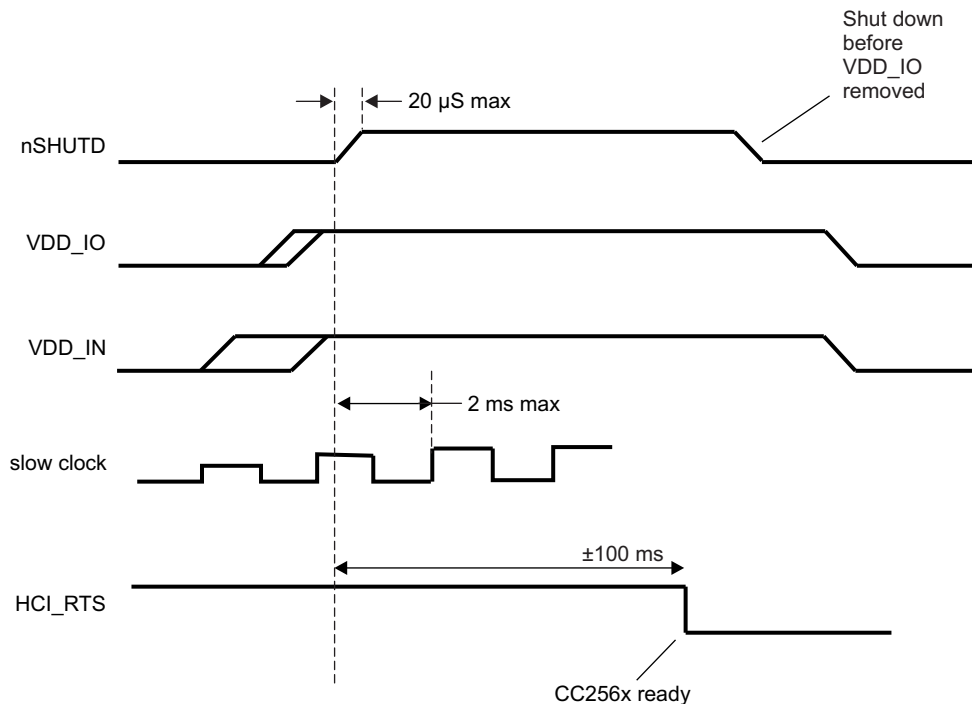 Shut down
before
VDD_IO
removed
20 µS max
nSHUTD
VDD_IO
VDD_IN
2 ms max
slow clock
±100 ms
HCI_RTS
CC256x ready